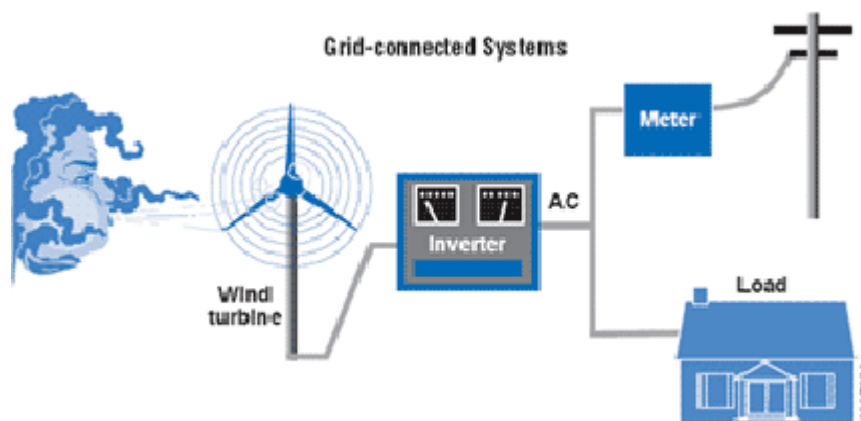 Grid-connected Systems
Meter
AC
Inverter
Wind
turbine
Load